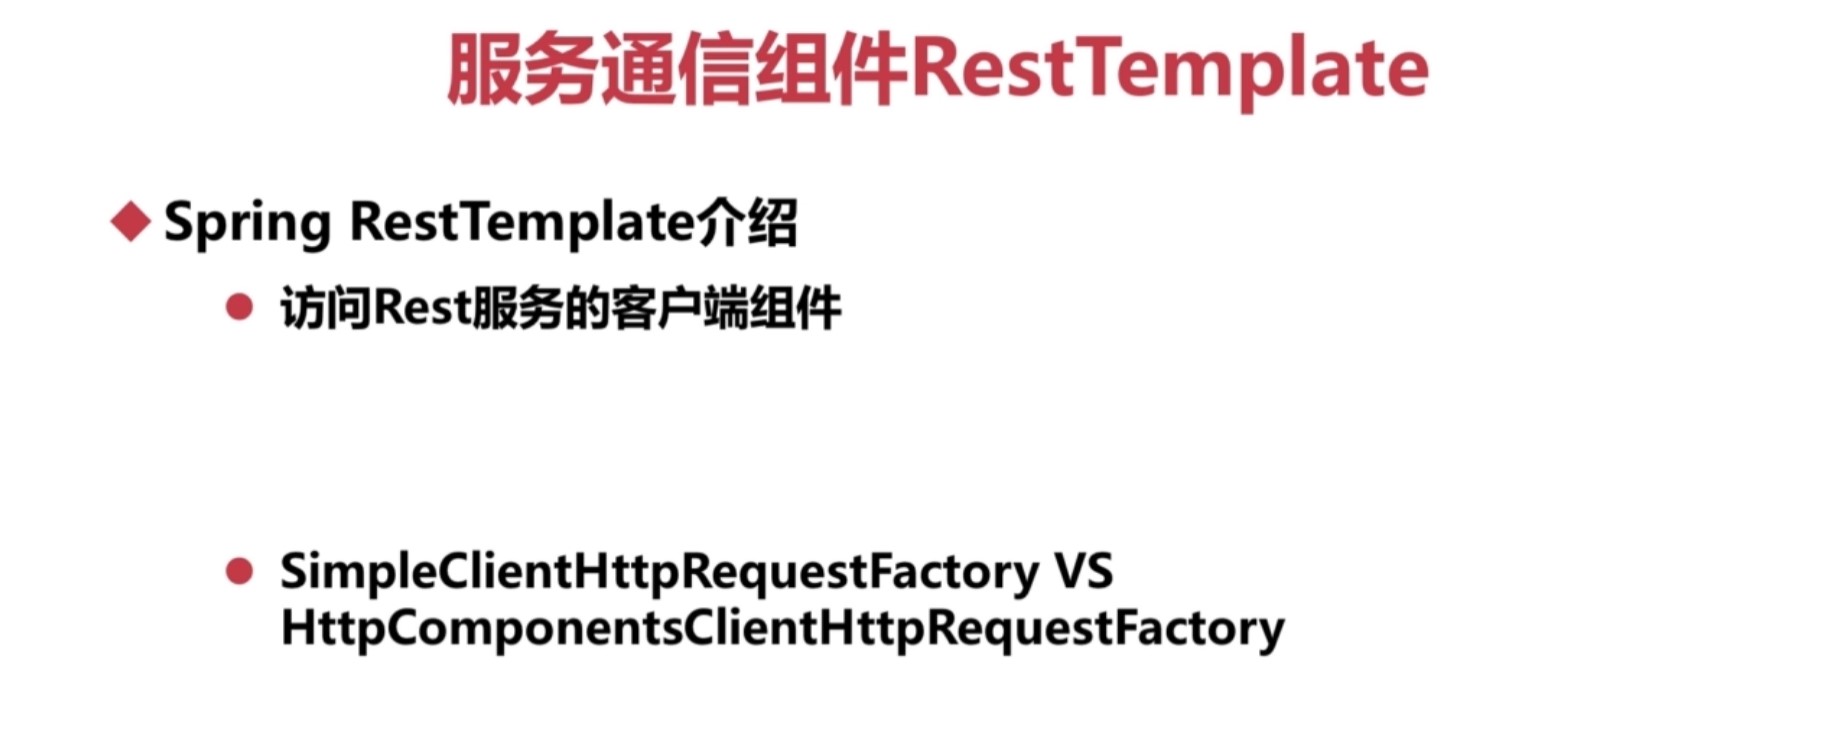 服务通信组件RestTemplate
Spring RestTemplate介绍
访问Rest服务的客户端组件
SimpleClientHttpRequestFactory VS
HttpComponentsClientHttpRequestFactory